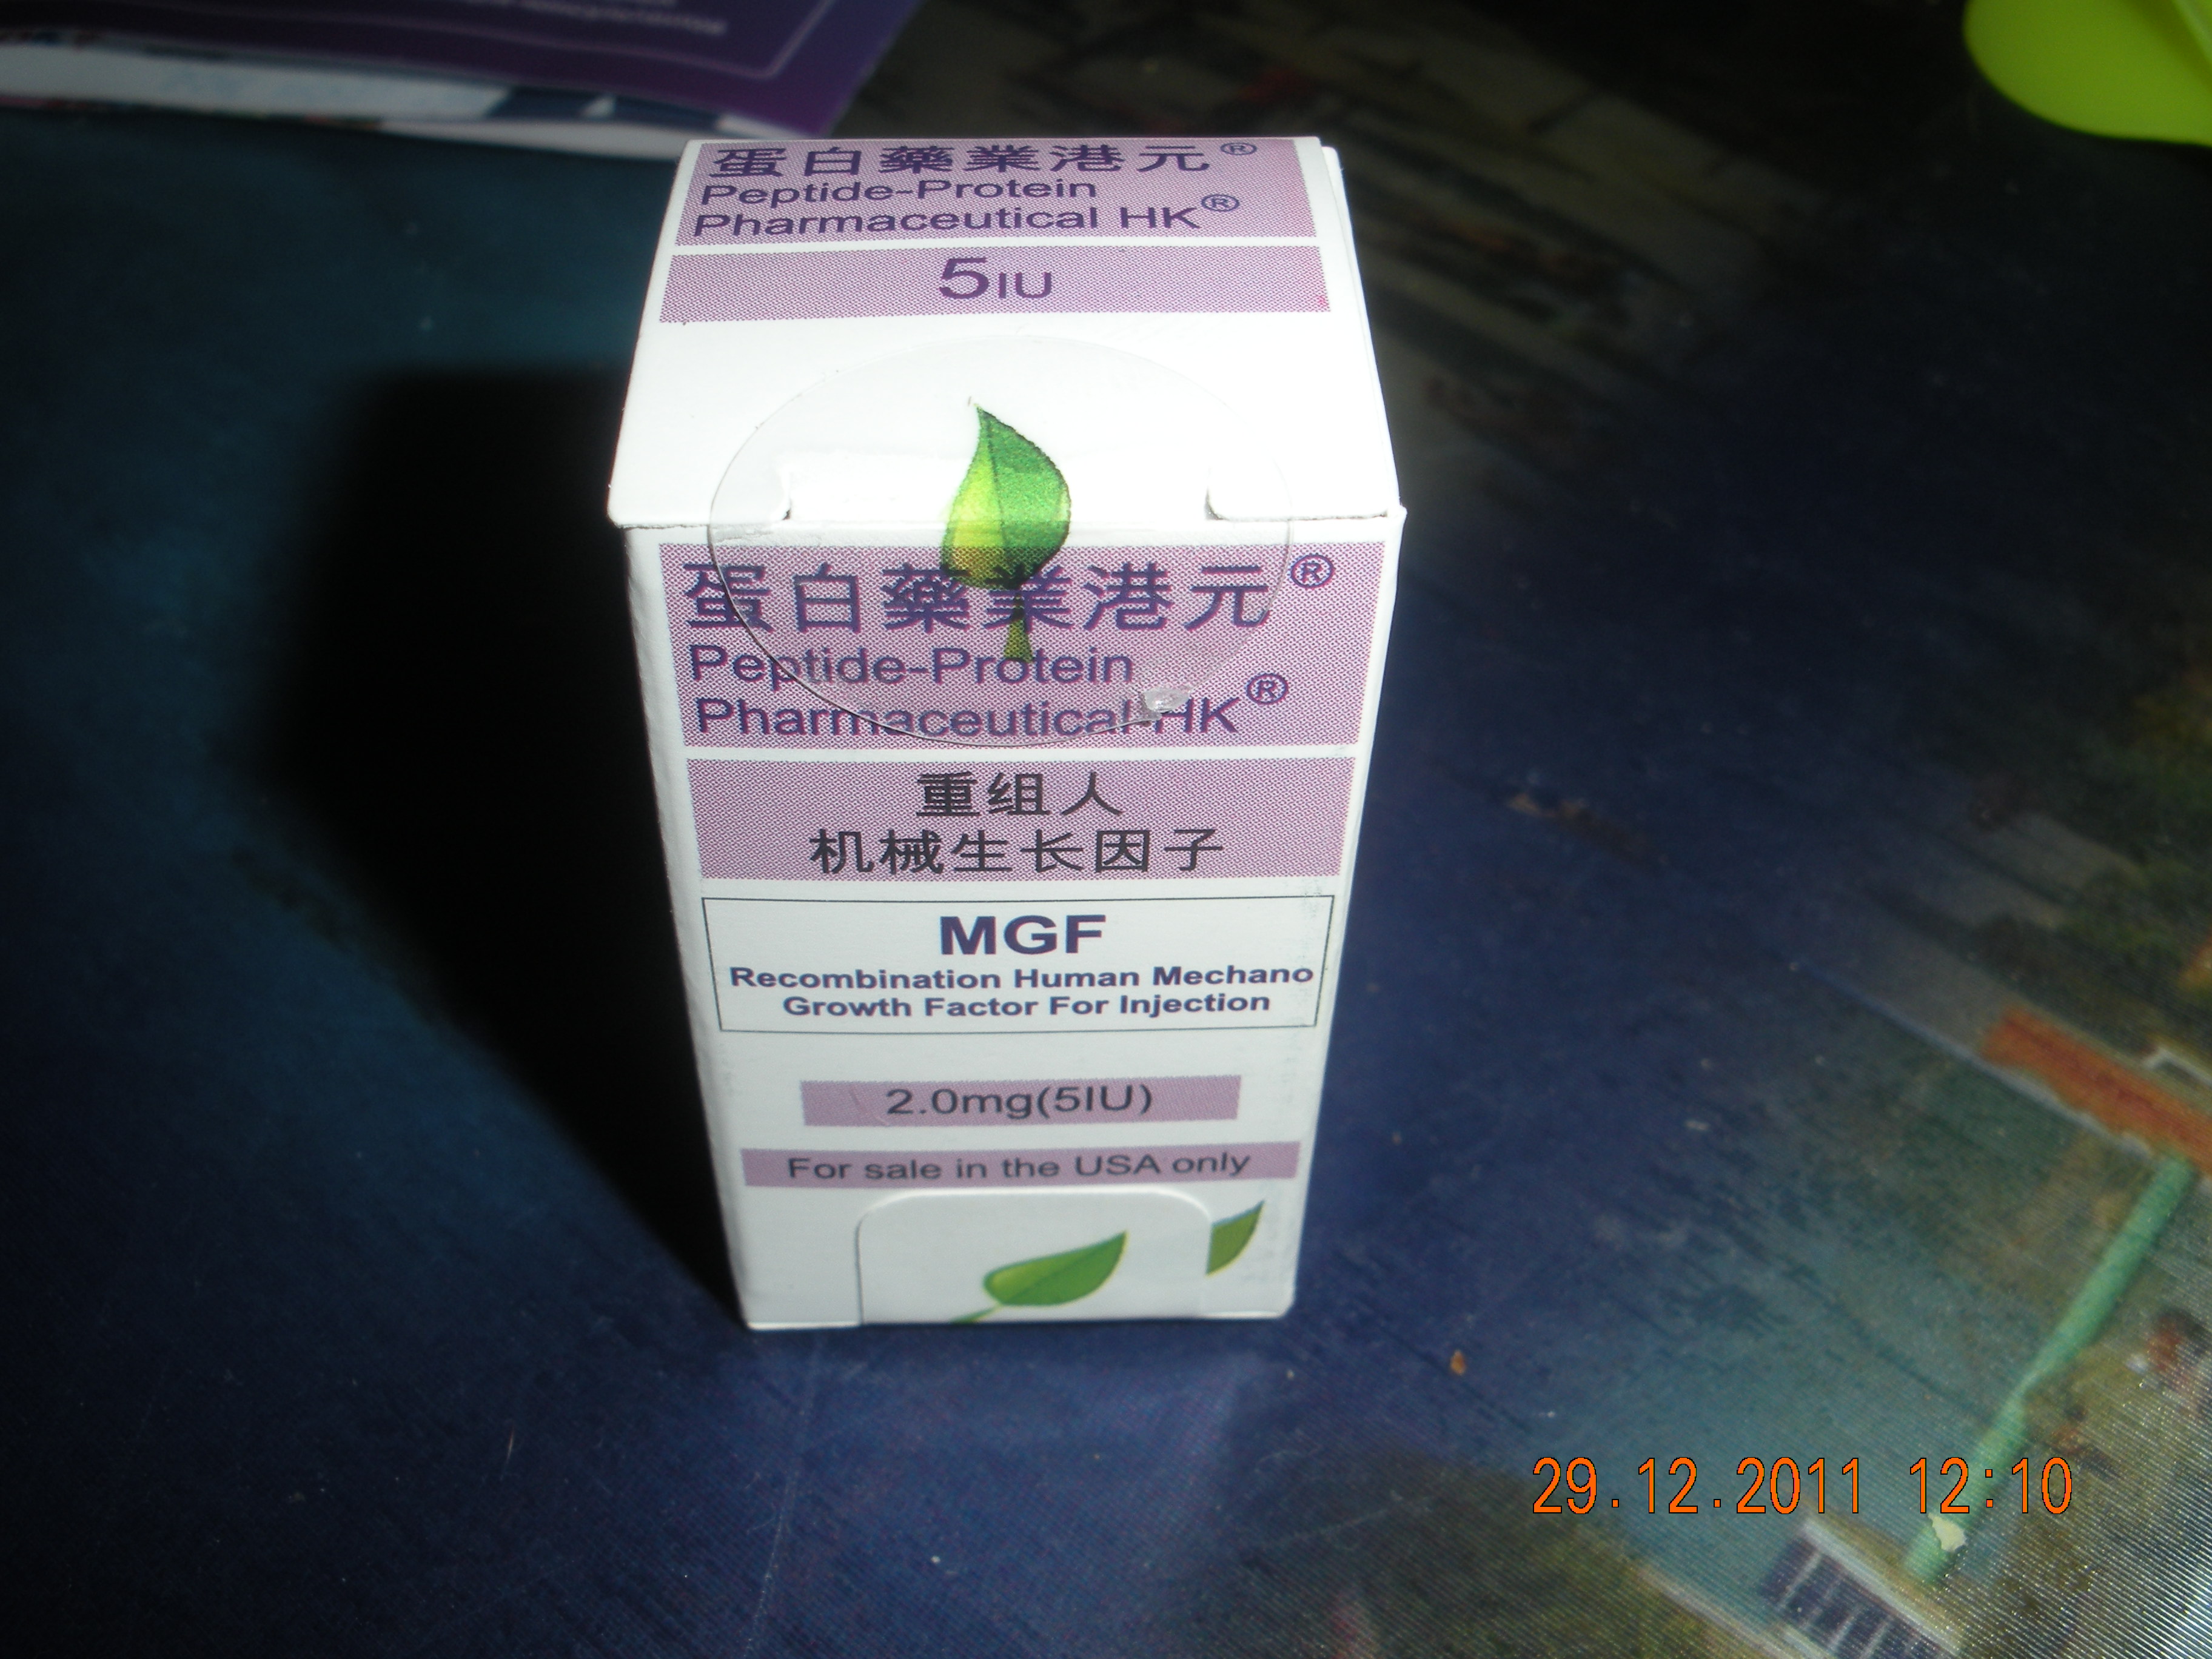 蛋白藥業港元®
Peptide-Protein
Pharmaceutical HK®
5IU
蛋白藥業港元®
Peptide-Protein
Pharmaceutical HK®
重组人
机械生长因子
MGF
Recombination Human Mechano
Growth Factor For Injection
2.0mg(5IU)
For sale in the USA only
29.12.2011 12:10